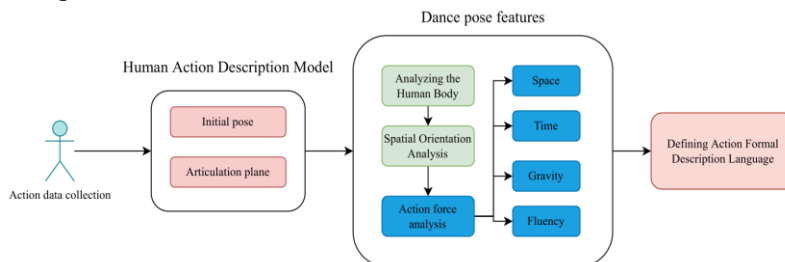 Dance pose features
Human Action Description Model
Initial pose
Articulation plane
Action data collection
Analyzing the
Human Body
Spatial Orientation
Analysis
Action force
analysis
Space
Time
Gravity
Fluency
Defining Action Formal
Description Language